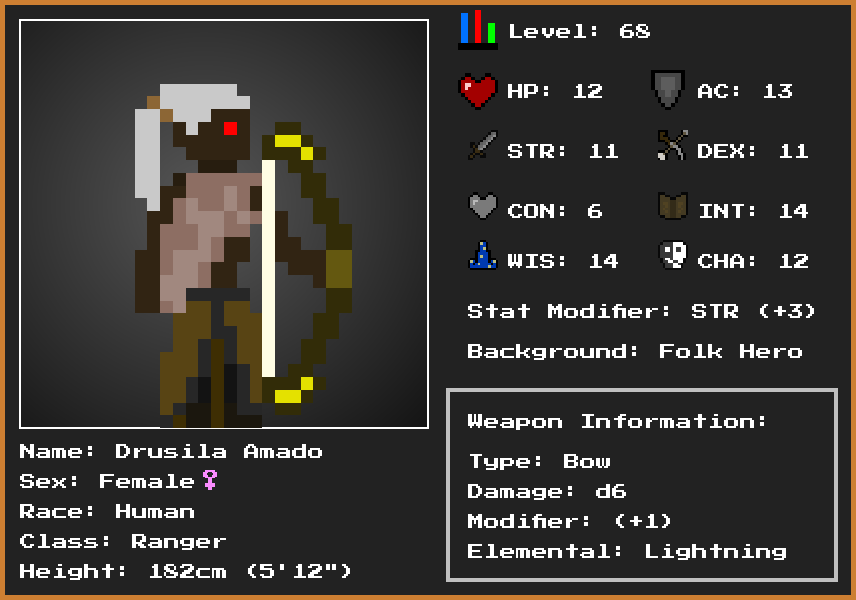 Level: 68
HP: 12
AC: 13
STR: 11
DEX: 11
CON: 6
INT: 14
WIS: 14
CHA: 12
Stat Modifier: STR (+3)
Background: Folk Hero
Weapon Information:
Type: Bow
Damage: d6
Modifier: (+1)
Elemental: Lightning
Name: Drusila Amado
Sex: Female♀
Race: Human
Class: Ranger
Height: 182cm (5'12")